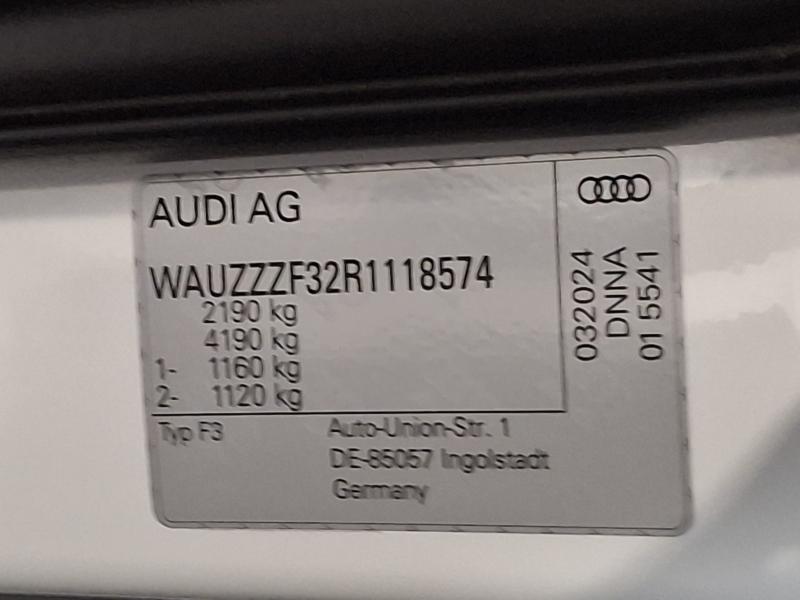 AUDI AG
WAUZZZF32R1118574
2190 kg
4190 kg
1- 1160 kg
2- 1120 kg
Typ F3
Auto-Union-Str. 1
DE-85057 Ingolstadt
Germany
032024
DNNA
01 5541